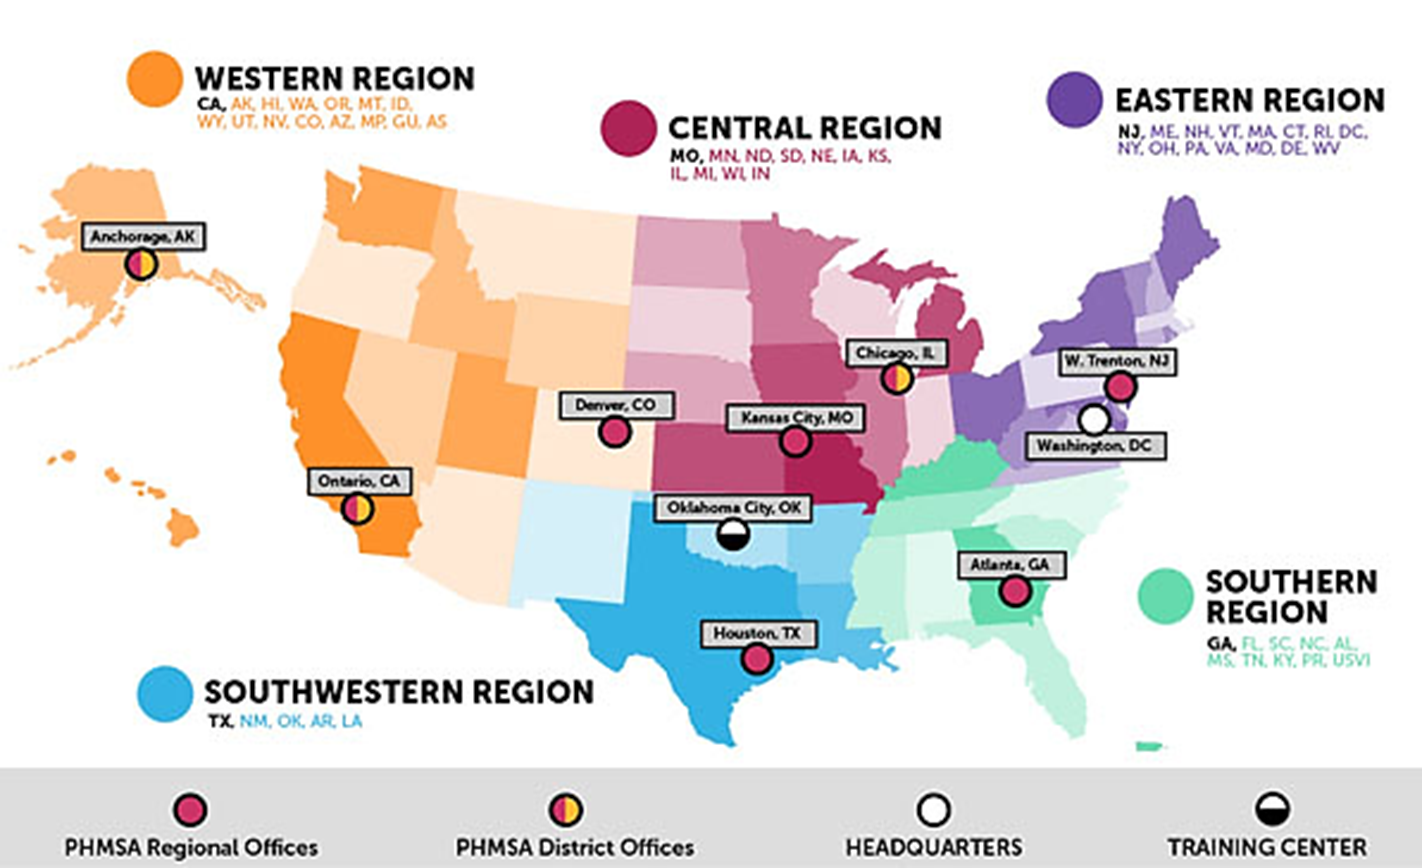 WESTERN REGION
CA, AK, HI, WA, OR, MT, ID,
WY, UT, NV, CO, AZ, MP, GU, AS
CENTRAL REGION
MO, MN, ND, SD, NE, IA, KS,
IL, MI, WI, IN
EASTERN REGION
NJ, ME, NH, VT, MA, CT, RI, DC,
NY, OH, PA, VA, MD, DE, WV
Anchorage, AK
Chicago, IL
W. Trenton, NJ
Denver, CO
Kansas City, MO
Washington, DC
Ontario, CA
Oklahoma City, OK
Atlanta, GA
Houston, TX
SOUTHERN
REGION
GA, FL, SC, NC, AL,
MS, TN, KY, PR, USVI
SOUTHWESTERN REGION
TX, NM, OK, AR, LA
PHMSA Regional Offices
PHMSA District Offices
HEADQUARTERS
TRAINING CENTER